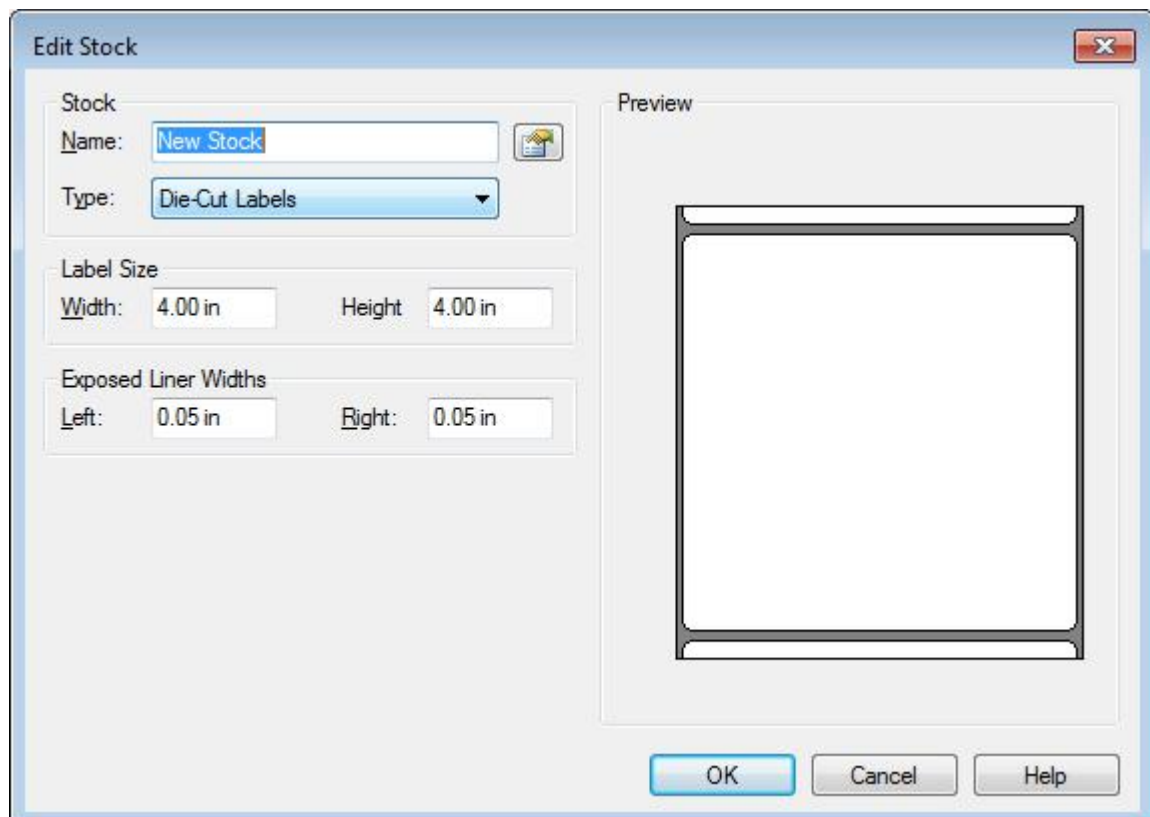 Edit Stock
Stock
Name: New Stock
Type: Die-Cut Labels
Label Size
Width: 4.00 in Height 4.00 in
Exposed Liner Widths
Left: 0.05 in Right: 0.05 in
Preview
OK Cancel Help